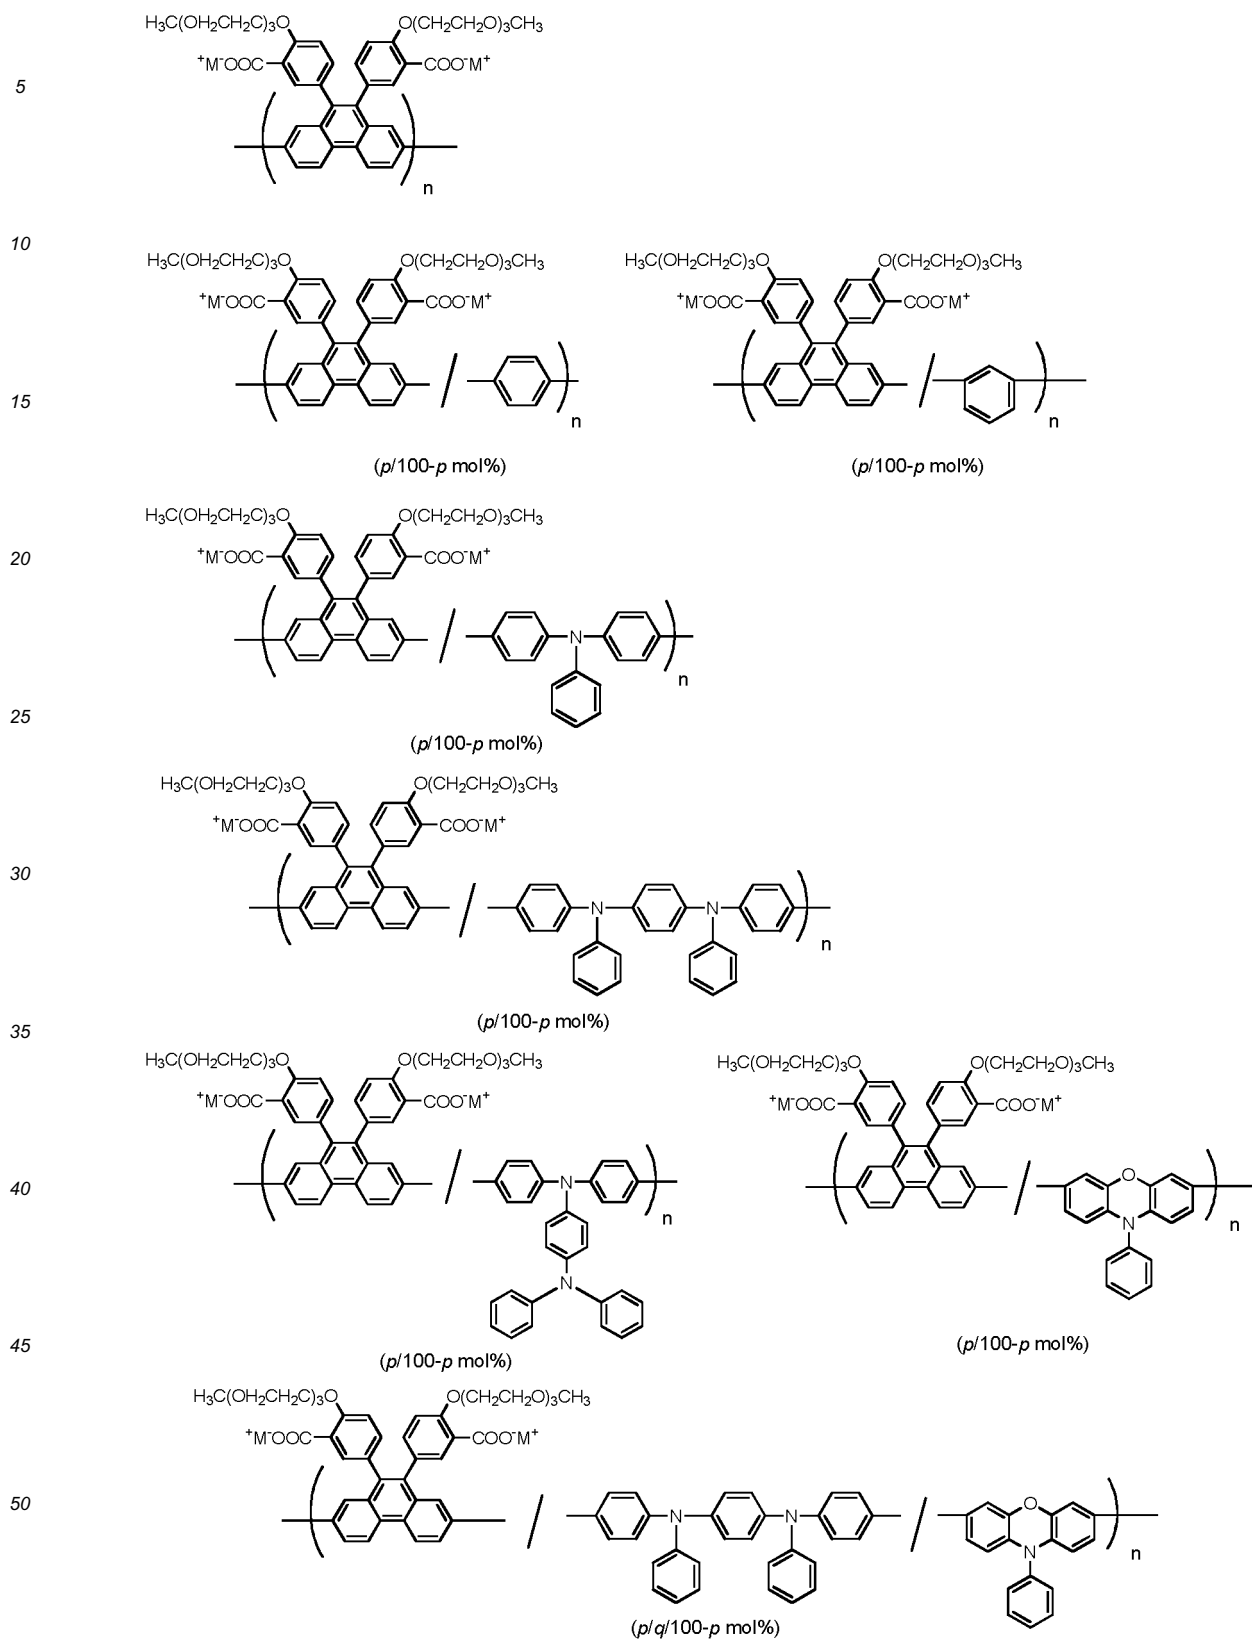 H₃C(OH₂CH₂C)₃O O(CH₂CH₂O)₃CH₃
5 ⁺M⁻OOC COO⁻M⁺
n
10 H₃C(OH₂CH₂C)₃O O(CH₂CH₂O)₃CH₃ H₃C(OH₂CH₂C)₃O O(CH₂CH₂O)₃CH₃
⁺M⁻OOC COO⁻M⁺ ⁺M⁻OOC COO⁻M⁺
15 / n / n
(p/100-p mol%) (p/100-p mol%)
H₃C(OH₂CH₂C)₃O O(CH₂CH₂O)₃CH₃
20 ⁺M⁻OOC COO⁻M⁺
/ N n
25
(p/100-p mol%)
H₃C(OH₂CH₂C)₃O O(CH₂CH₂O)₃CH₃
⁺M⁻OOC COO⁻M⁺
30 / N N n
(p/100-p mol%)
35
H₃C(OH₂CH₂C)₃O O(CH₂CH₂O)₃CH₃ H₃C(OH₂CH₂C)₃O O(CH₂CH₂O)₃CH₃
⁺M⁻OOC COO⁻M⁺ ⁺M⁻OOC COO⁻M⁺
40 / N n / O N n
N
45 (p/100-p mol%) (p/100-p mol%)
H₃C(OH₂CH₂C)₃O O(CH₂CH₂O)₃CH₃
⁺M⁻OOC COO⁻M⁺
50 / N N / O N n
(p/q/100-p mol%)